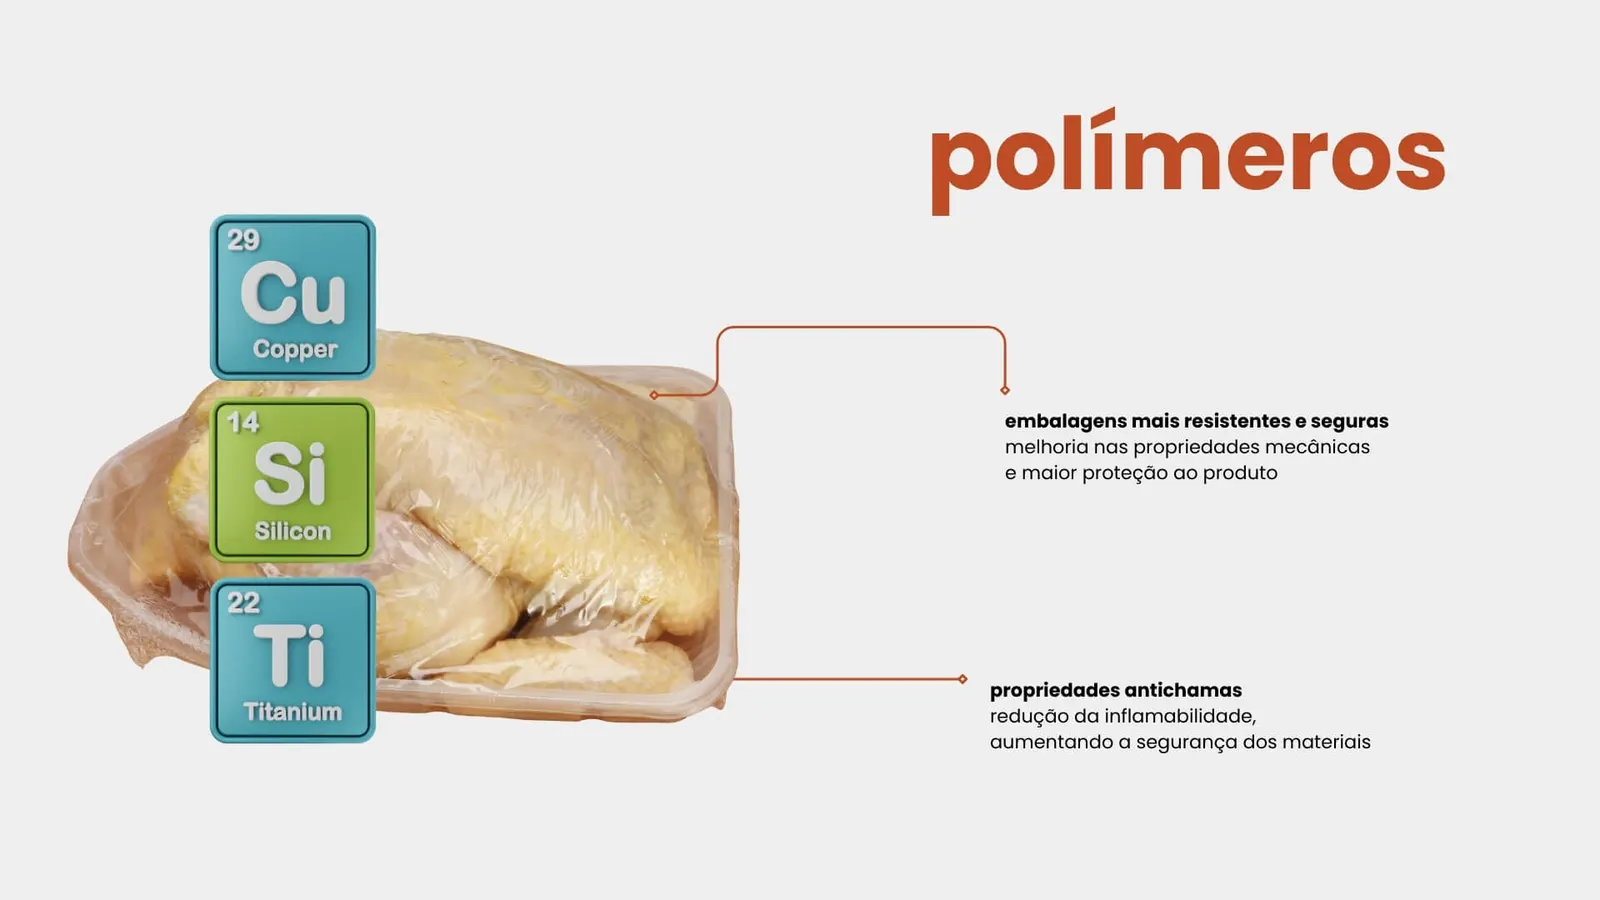 polímeros
29
Cu
Copper
14
Si
Silicon
22
Ti
Titanium
embalagens mais resistentes e seguras
melhoria nas propriedades mecânicas
e maior proteção ao produto
propriedades antichamas
redução da inflamabilidade,
aumentando a segurança dos materiais